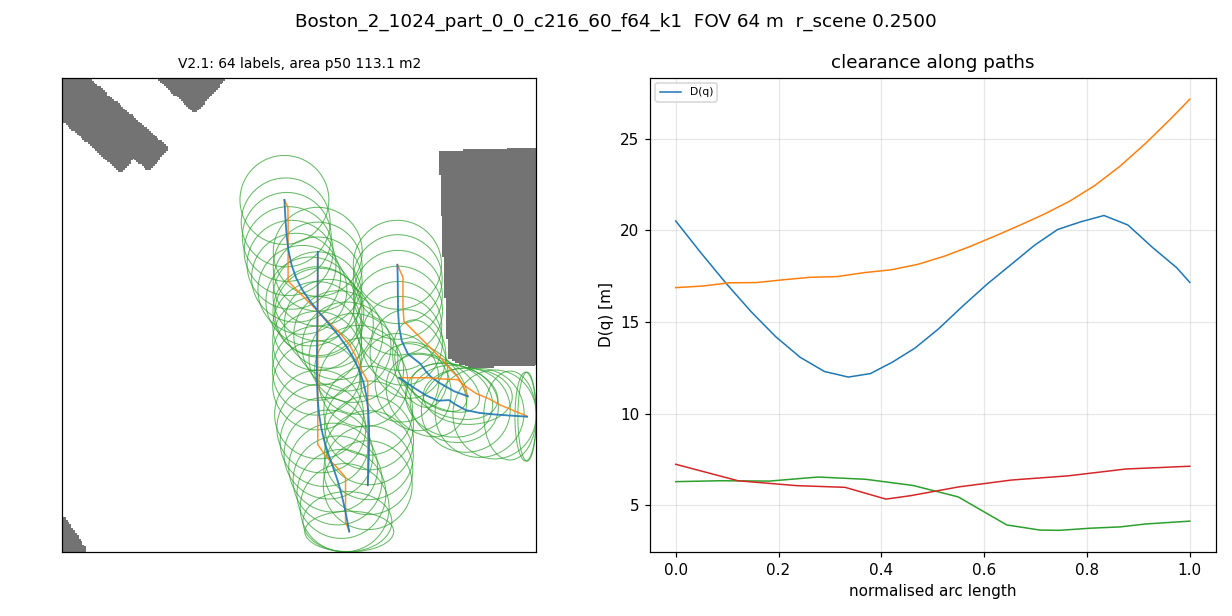 Boston_2_1024_part_0_0_c216_60_f64_k1  FOV 64 m  r_scene 0.2500
V2.1: 64 labels, area p50 113.1 m2
clearance along paths
D(q)
25
20
15
10
5
D(q) [m]
0.0 0.2 0.4 0.6 0.8 1.0
normalised arc length